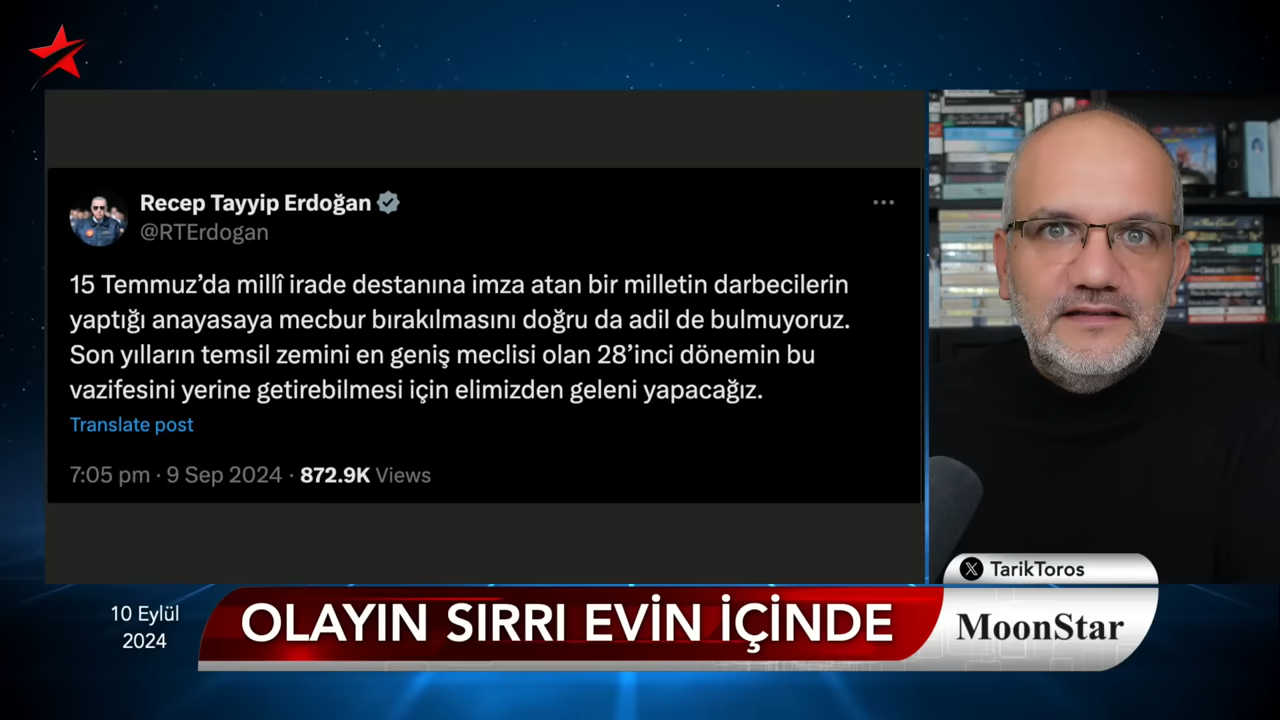 Recep Tayyip Erdoğan
@RTErdogan
15 Temmuz’da millî irade destanına imza atan bir milletin darbecilerin
yaptığı anayasaya mecbur bırakılmasını doğru da adil de bulmuyoruz.
Son yılların temsil zemini en geniş meclisi olan 28’inci dönemin bu
vazifesini yerine getirebilmesi için elimizden geleni yapacağız.
Translate post
7:05 pm · 9 Sep 2024 · 872.9K Views
TarikToros
10 Eylül
2024
OLAYIN SIRRI EVİN İÇİNDE
MoonStar